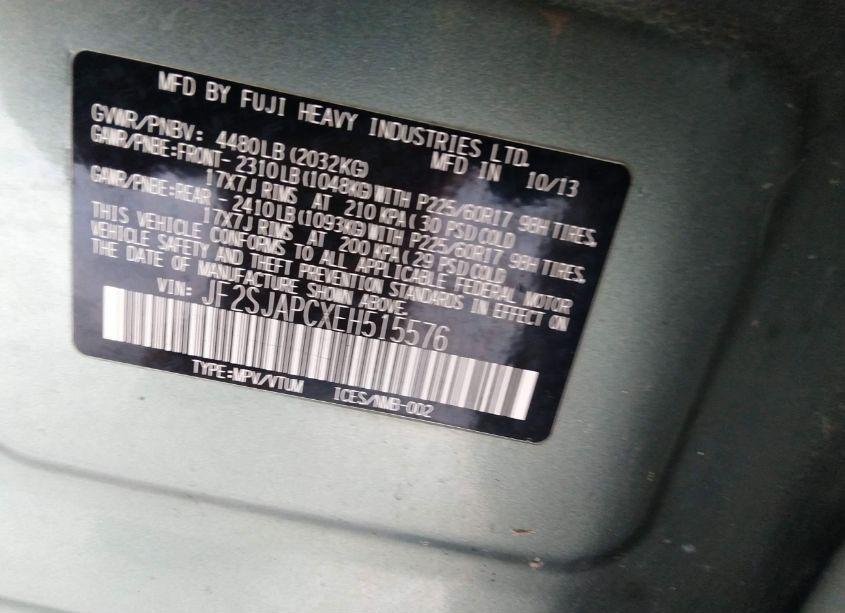 MFD BY FUJI HEAVY INDUSTRIES LTD.
GVWR/PNBV: 4480LB(2032KG) MFD IN 10/13
GAWR/PNBE:FRONT-2310LB(1048KG)WITH P225/60R17 98H TIRES,
17X7J RIMS AT 210 KPA(30 PSI)COLD
GAWR/PNBE:REAR -2410LB(1093KG)WITH P225/60R17 98H TIRES,
17X7J RIMS AT 200 KPA(29 PSI)COLD
THIS VEHICLE CONFORMS TO ALL APPLICABLE FEDERAL MOTOR
VEHICLE SAFETY AND THEFT PREVENTION STANDARDS IN EFFECT ON
THE DATE OF MANUFACTURE SHOWN ABOVE.
VIN: JF2SJAPCXEH515576
TYPE:MPV/VTUM ICES/NMB-002